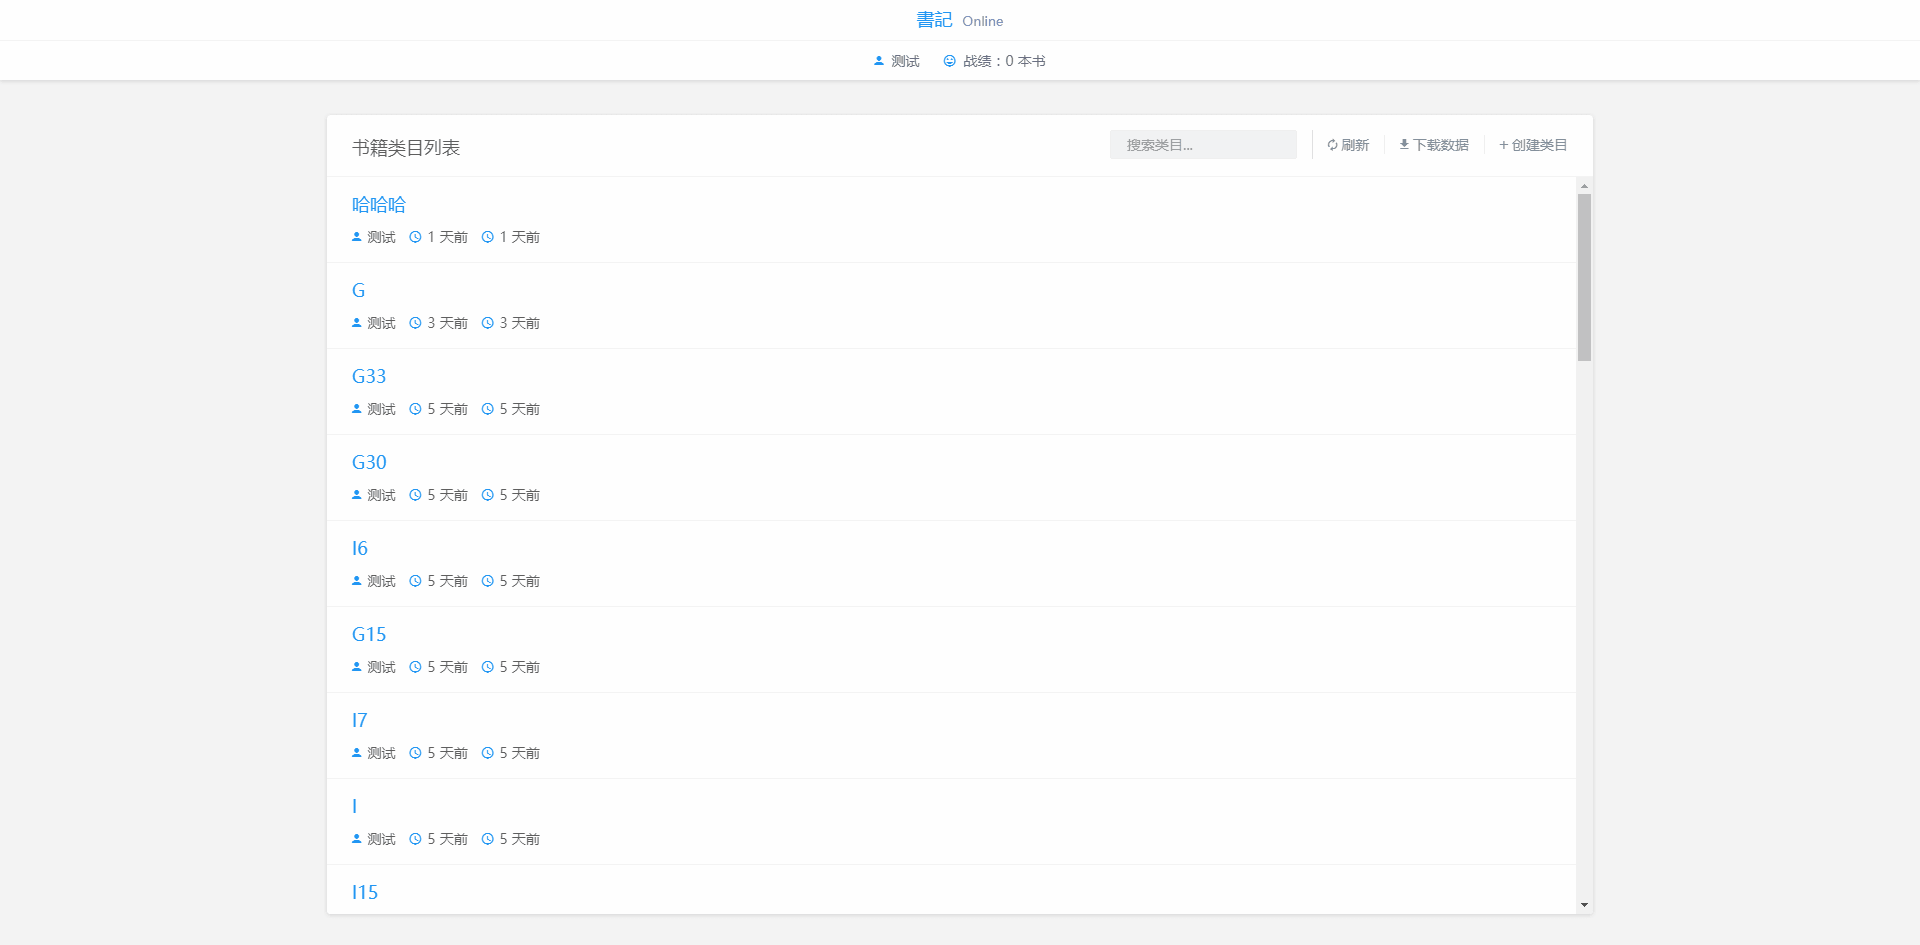 書記 Online
测试 战绩：0 本书
书籍类目列表 搜索类目... 刷新 下载数据 + 创建类目
哈哈哈
测试 1 天前 1 天前
G
测试 3 天前 3 天前
G33
测试 5 天前 5 天前
G30
测试 5 天前 5 天前
I6
测试 5 天前 5 天前
G15
测试 5 天前 5 天前
I7
测试 5 天前 5 天前
I
测试 5 天前 5 天前
I15